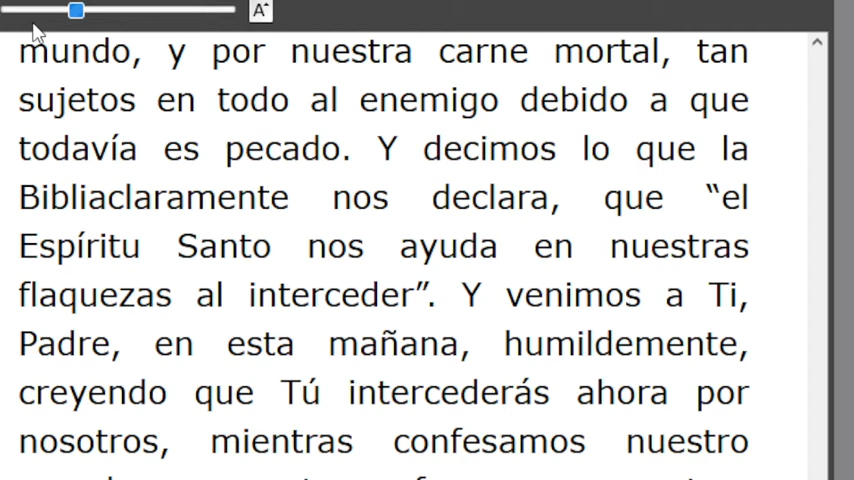 A
mundo, y por nuestra carne mortal, tan
sujetos en todo al enemigo debido a que
todavía es pecado. Y decimos lo que la
Bibliaclaramente nos declara, que “el
Espíritu Santo nos ayuda en nuestras
flaquezas al interceder”. Y venimos a Ti,
Padre, en esta mañana, humildemente,
creyendo que Tú intercederás ahora por
nosotros, mientras confesamos nuestro